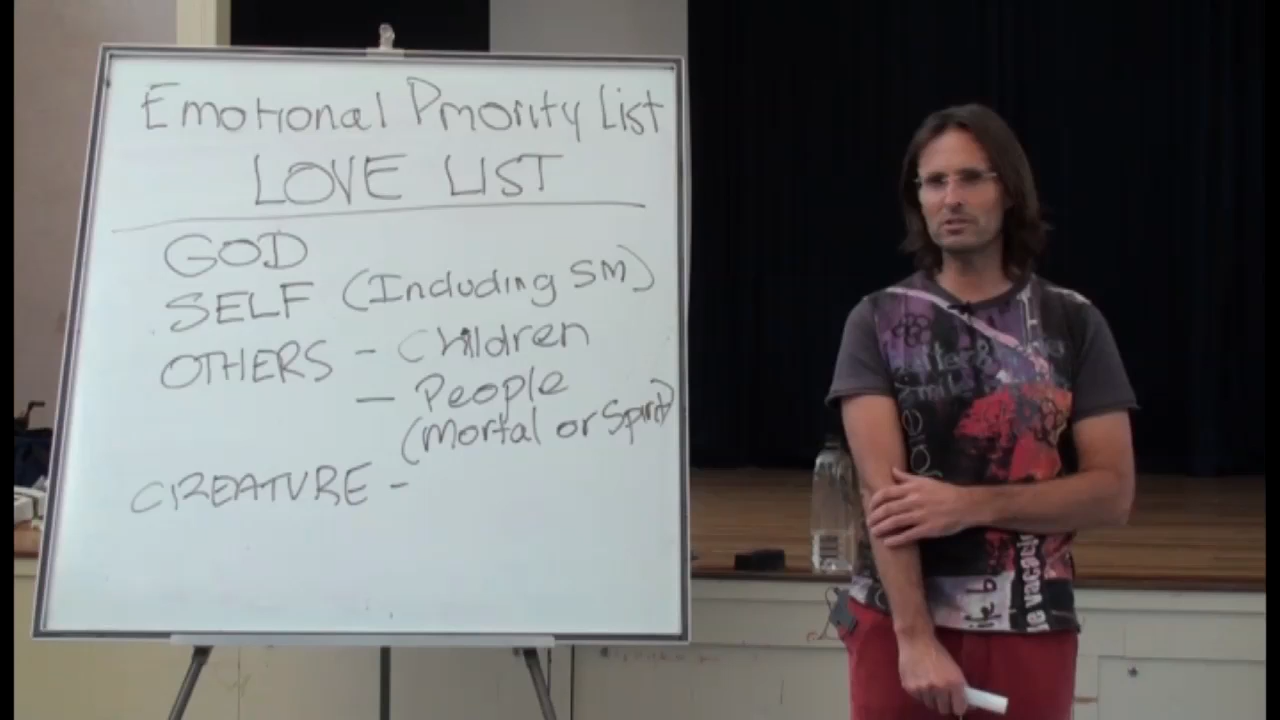 Emotional Priority List
LOVE LIST
GOD
SELF (Including SM)
OTHERS - Children
- People
(Mortal or Spirit)
CREATURE -